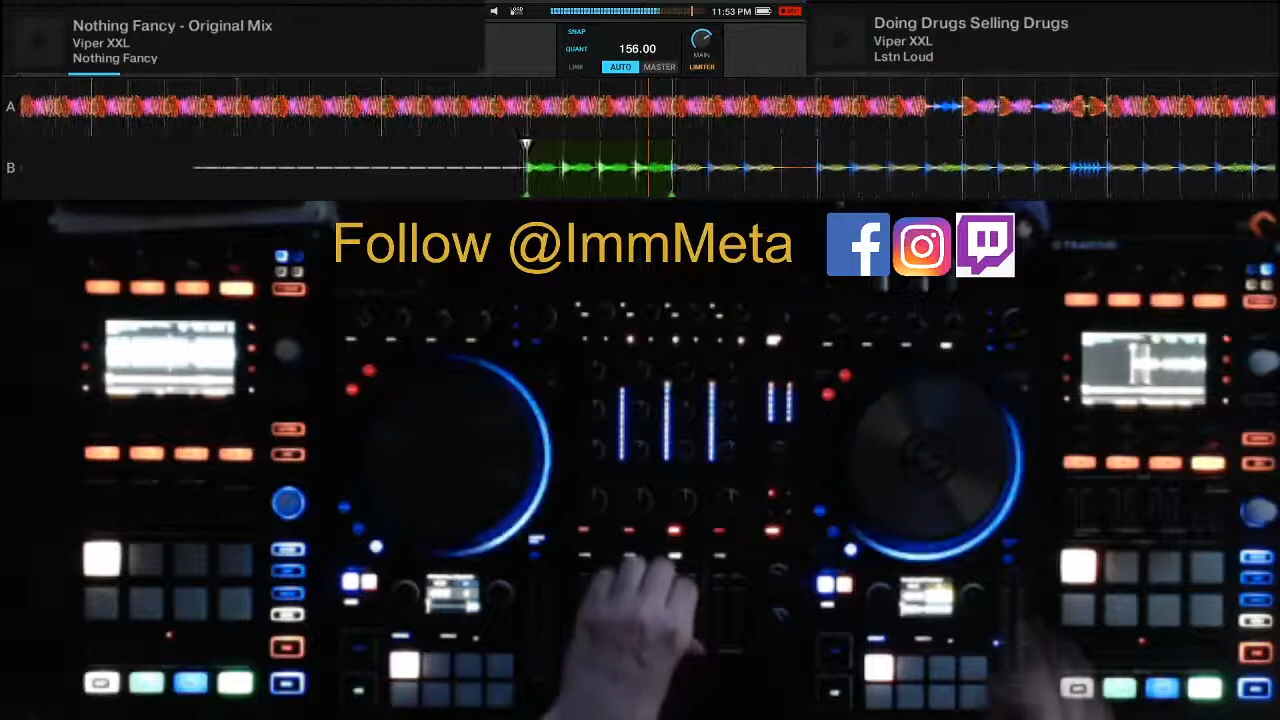 Nothing Fancy - Original Mix
Viper XXL
Nothing Fancy
11:53 PM
REC
SNAP
QUANT
LINK
156.00
AUTO
MASTER
MAIN
LIMITER
Doing Drugs Selling Drugs
Viper XXL
Lstn Loud
A
B
Follow @ImmMeta